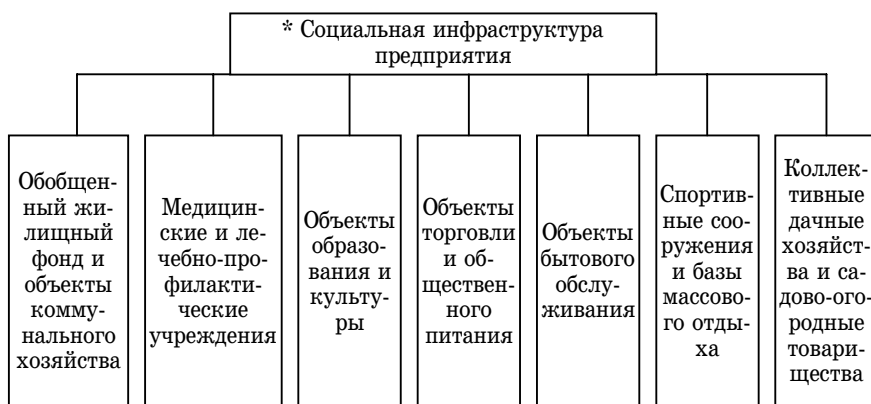 * Социальная инфраструктура
предприятия
Обобщен-
ный жи-
лищный
фонд и
объекты
комму-
нального
хозяйства
Медицин-
ские и ле-
чебно-про-
филакти-
ческие
учреждения
Объекты
образо-
вания и
культу-
ры
Объекты
торговли
и об-
ществен-
ного
питания
Объекты
бытового
обслу-
живания
Спортив-
ные соо-
ружения
и базы
массово-
го отды-
ха
Коллек-
тивные
дачные
хозяйст-
ва и са-
дово-ого-
родные
товари-
щества